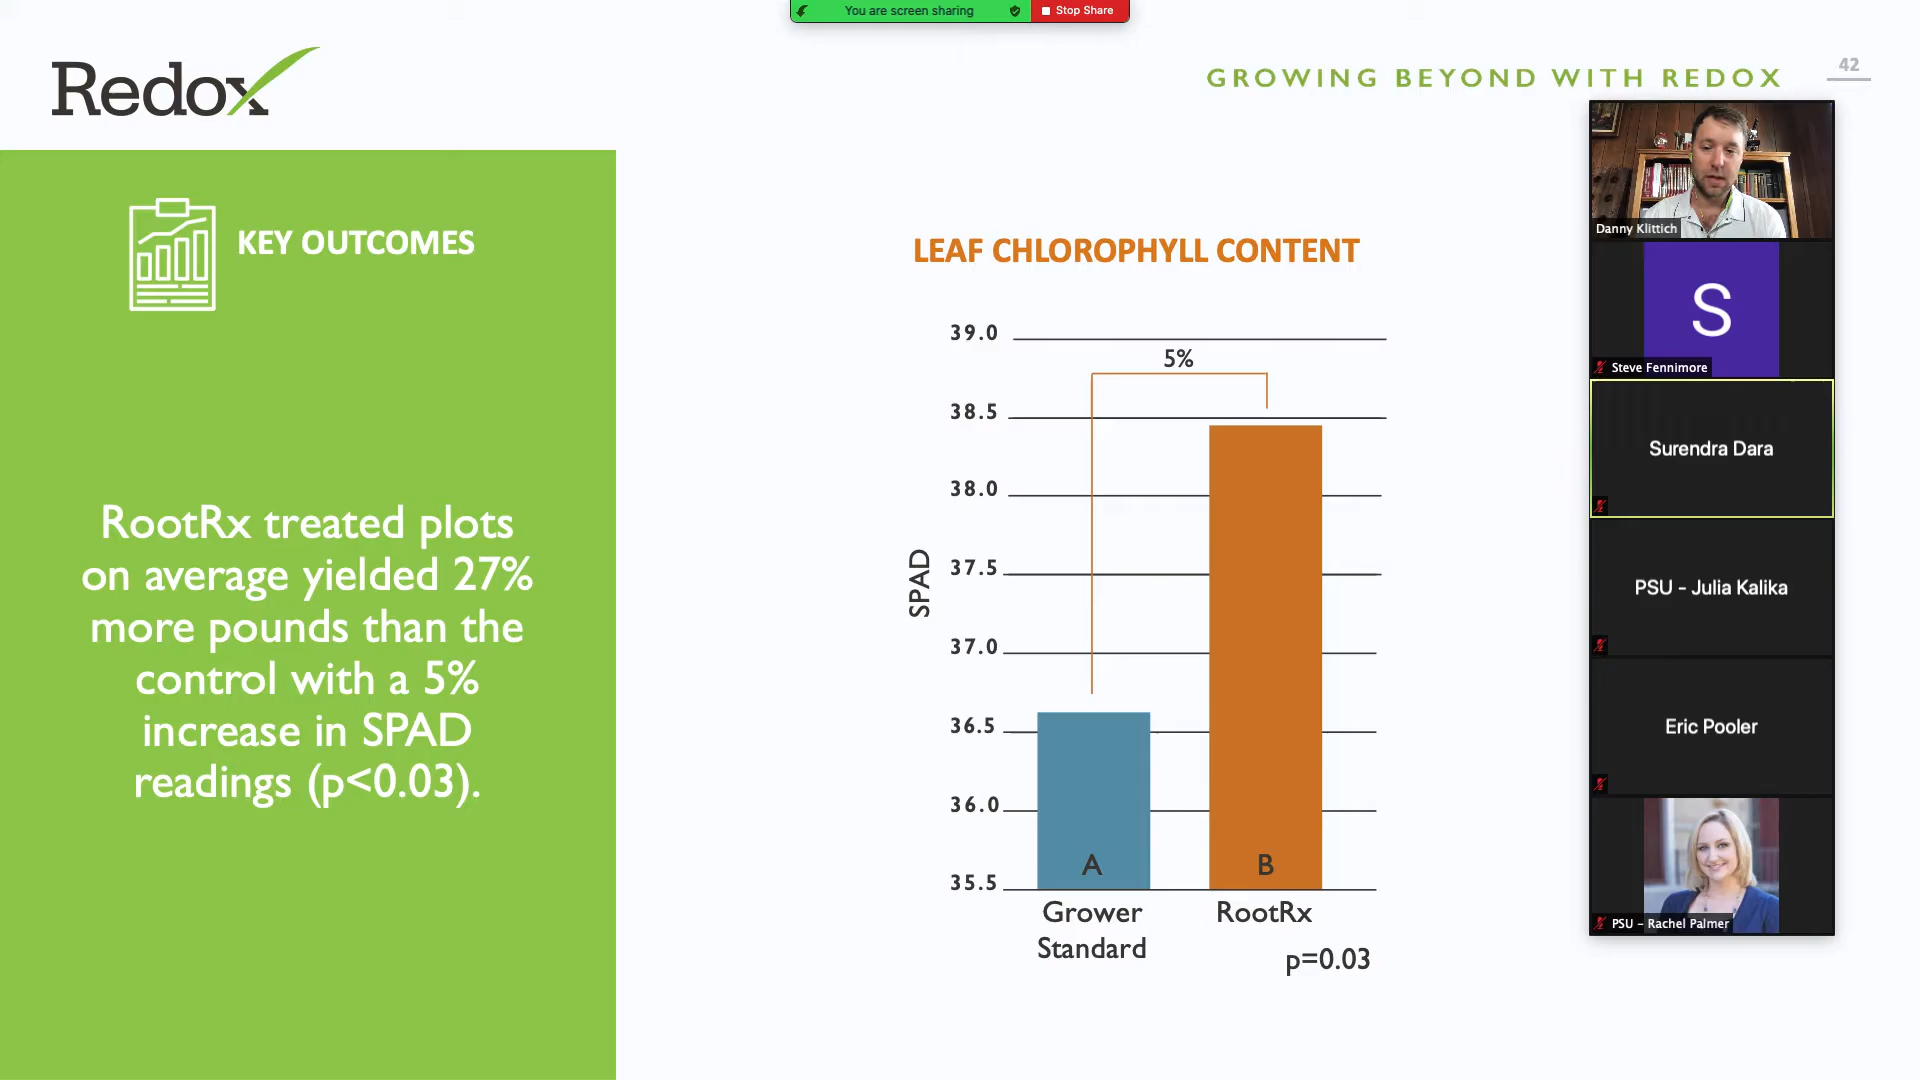 You are screen sharing
Stop Share
Redox
GROWING BEYOND WITH REDOX
42
KEY OUTCOMES
RootRx treated plots
on average yielded 27%
more pounds than the
control with a 5%
increase in SPAD
readings (p<0.03).
LEAF CHLOROPHYLL CONTENT
39.0
5%
38.5
38.0
37.5
37.0
36.5
36.0
35.5
SPAD
A
B
Grower
Standard
RootRx
p=0.03
Danny Klittich
S
Steve Fennimore
Surendra Dara
PSU - Julia Kalika
Eric Pooler
PSU - Rachel Palmer